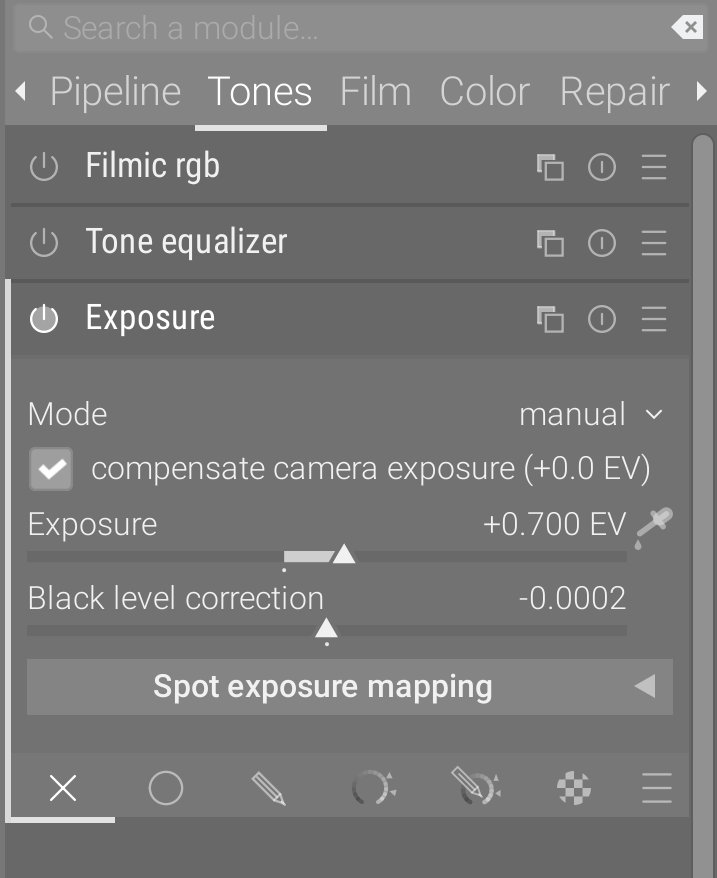 Search a module...
Pipeline Tones Film Color Repair
Filmic rgb
Tone equalizer
Exposure
Mode manual
compensate camera exposure (+0.0 EV)
Exposure +0.700 EV
Black level correction -0.0002
Spot exposure mapping